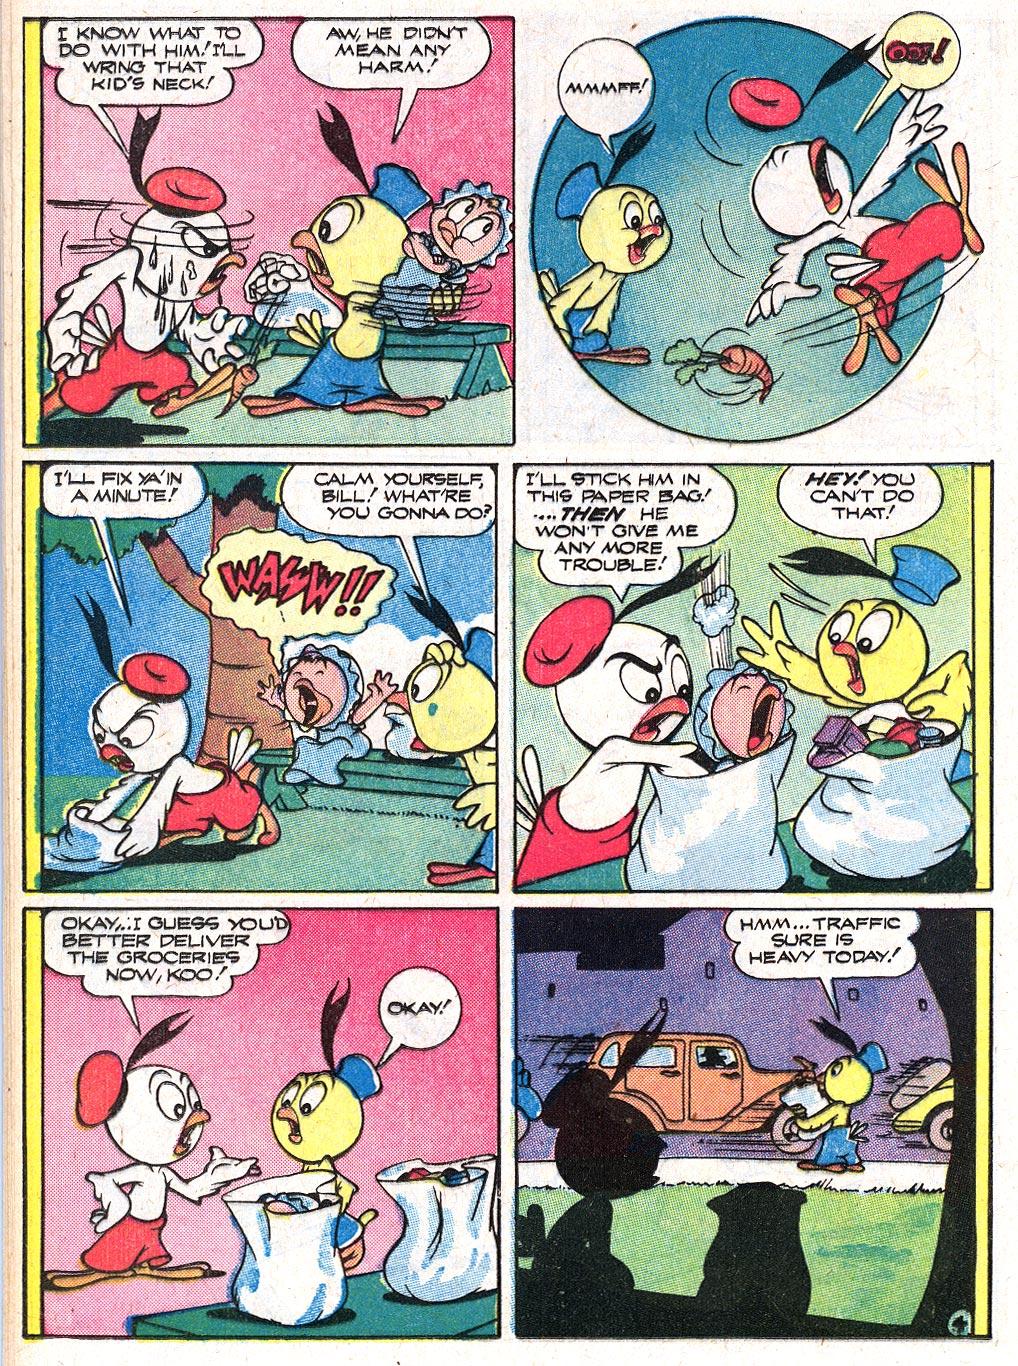 I KNOW WHAT TO
DO WITH HIM! I'LL
WRING THAT
KID'S NECK!
AW, HE DIDN'T
MEAN ANY
HARM!
MMMFF!
OOF!
I'LL FIX YA' IN
A MINUTE!
CALM YOURSELF,
BILL! WHAT'RE
YOU GONNA DO?
WAHW!!
I'LL STICK HIM IN
THIS PAPER BAG!
...THEN HE
WON'T GIVE ME
ANY MORE
TROUBLE!
HEY! YOU
CAN'T DO
THAT!
OKAY... I GUESS YOU'D
BETTER DELIVER
THE GROCERIES
NOW, KOO!
OKAY!
HMM... TRAFFIC
SURE IS
HEAVY TODAY!
4